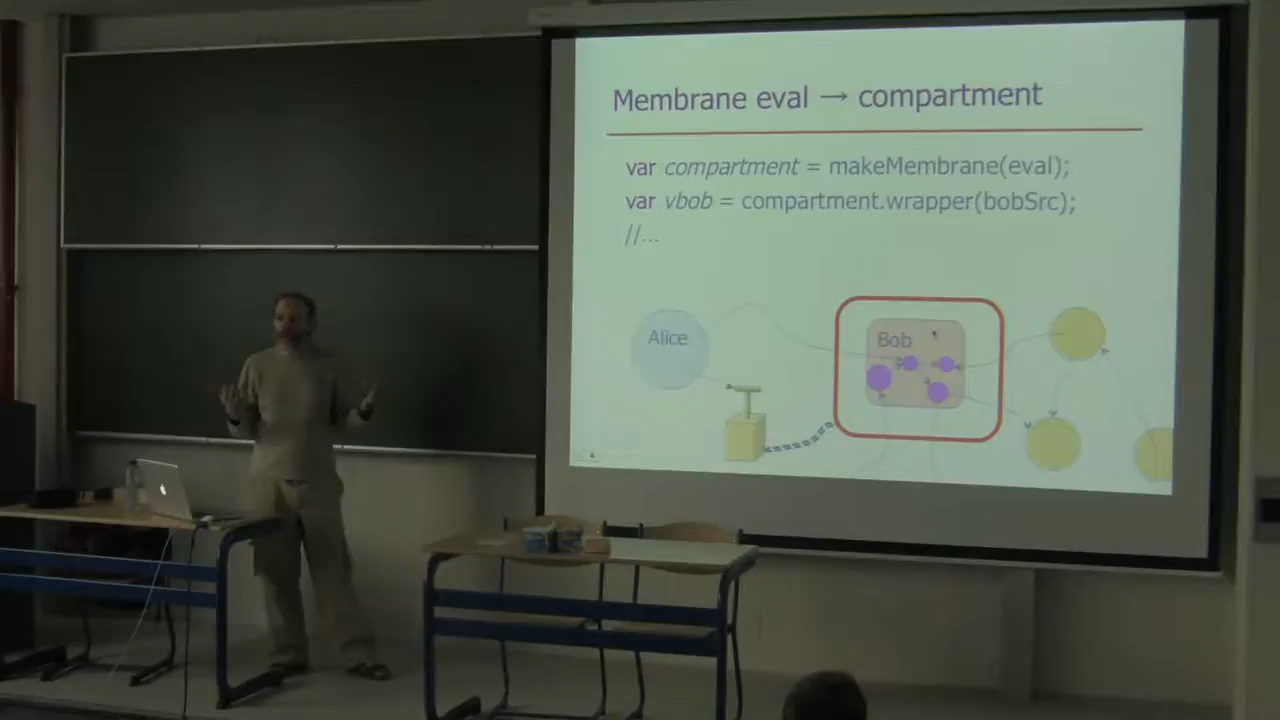 Membrane eval → compartment
var compartment = makeMembrane(eval);
var vbob = compartment.wrapper(bobSrc);
//...
Alice
Bob